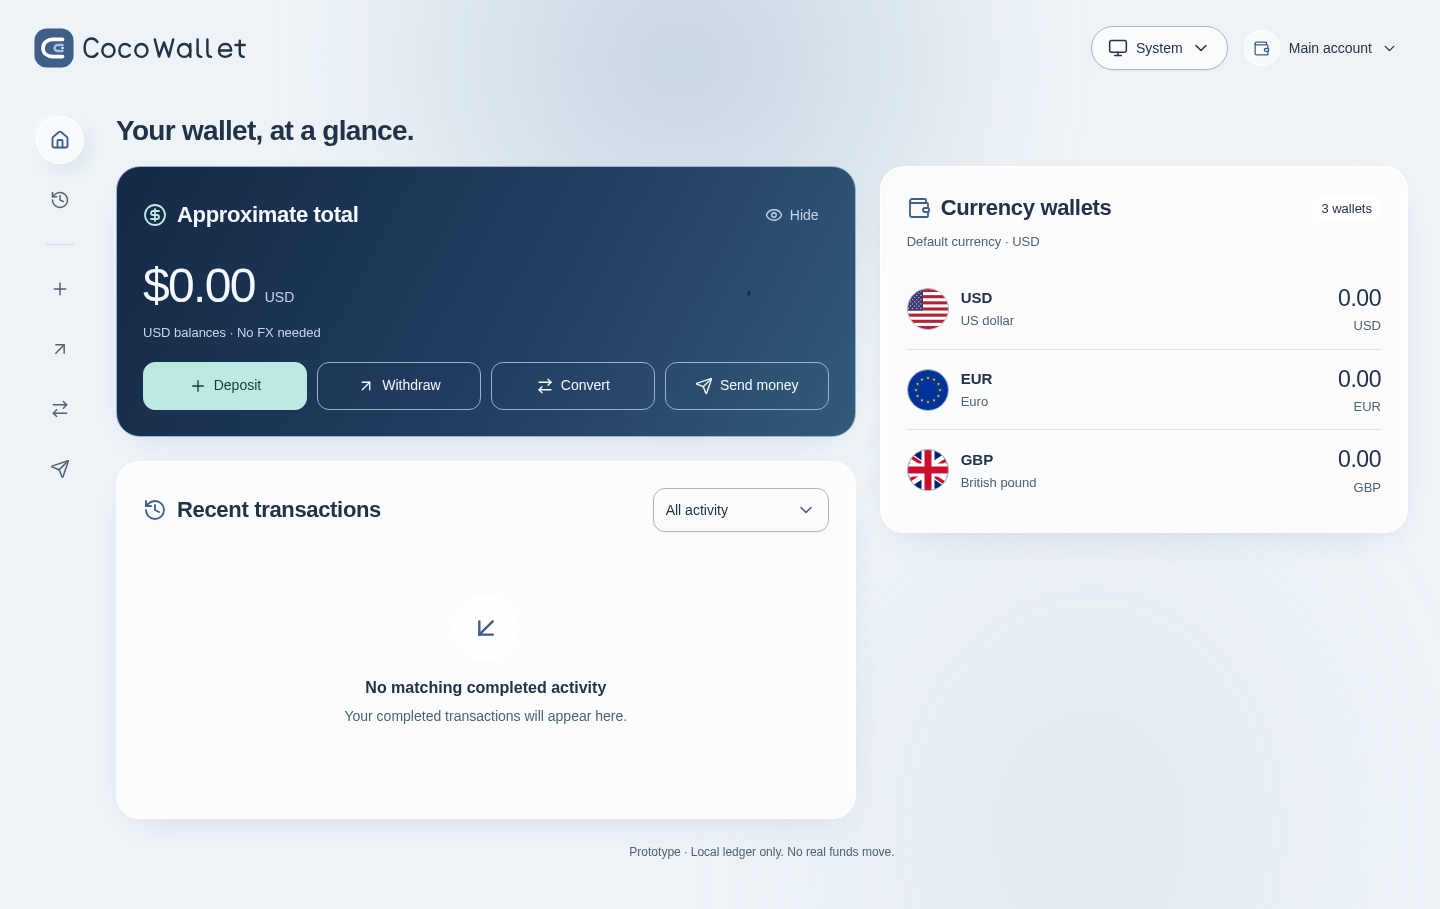 CocoWallet
System
Main account
Your wallet, at a glance.
Approximate total
Hide
$0.00 USD
USD balances · No FX needed
Deposit
Withdraw
Convert
Send money
Currency wallets
3 wallets
Default currency · USD
USD
US dollar
0.00
USD
EUR
Euro
0.00
EUR
GBP
British pound
0.00
GBP
Recent transactions
All activity
No matching completed activity
Your completed transactions will appear here.
Prototype · Local ledger only. No real funds move.